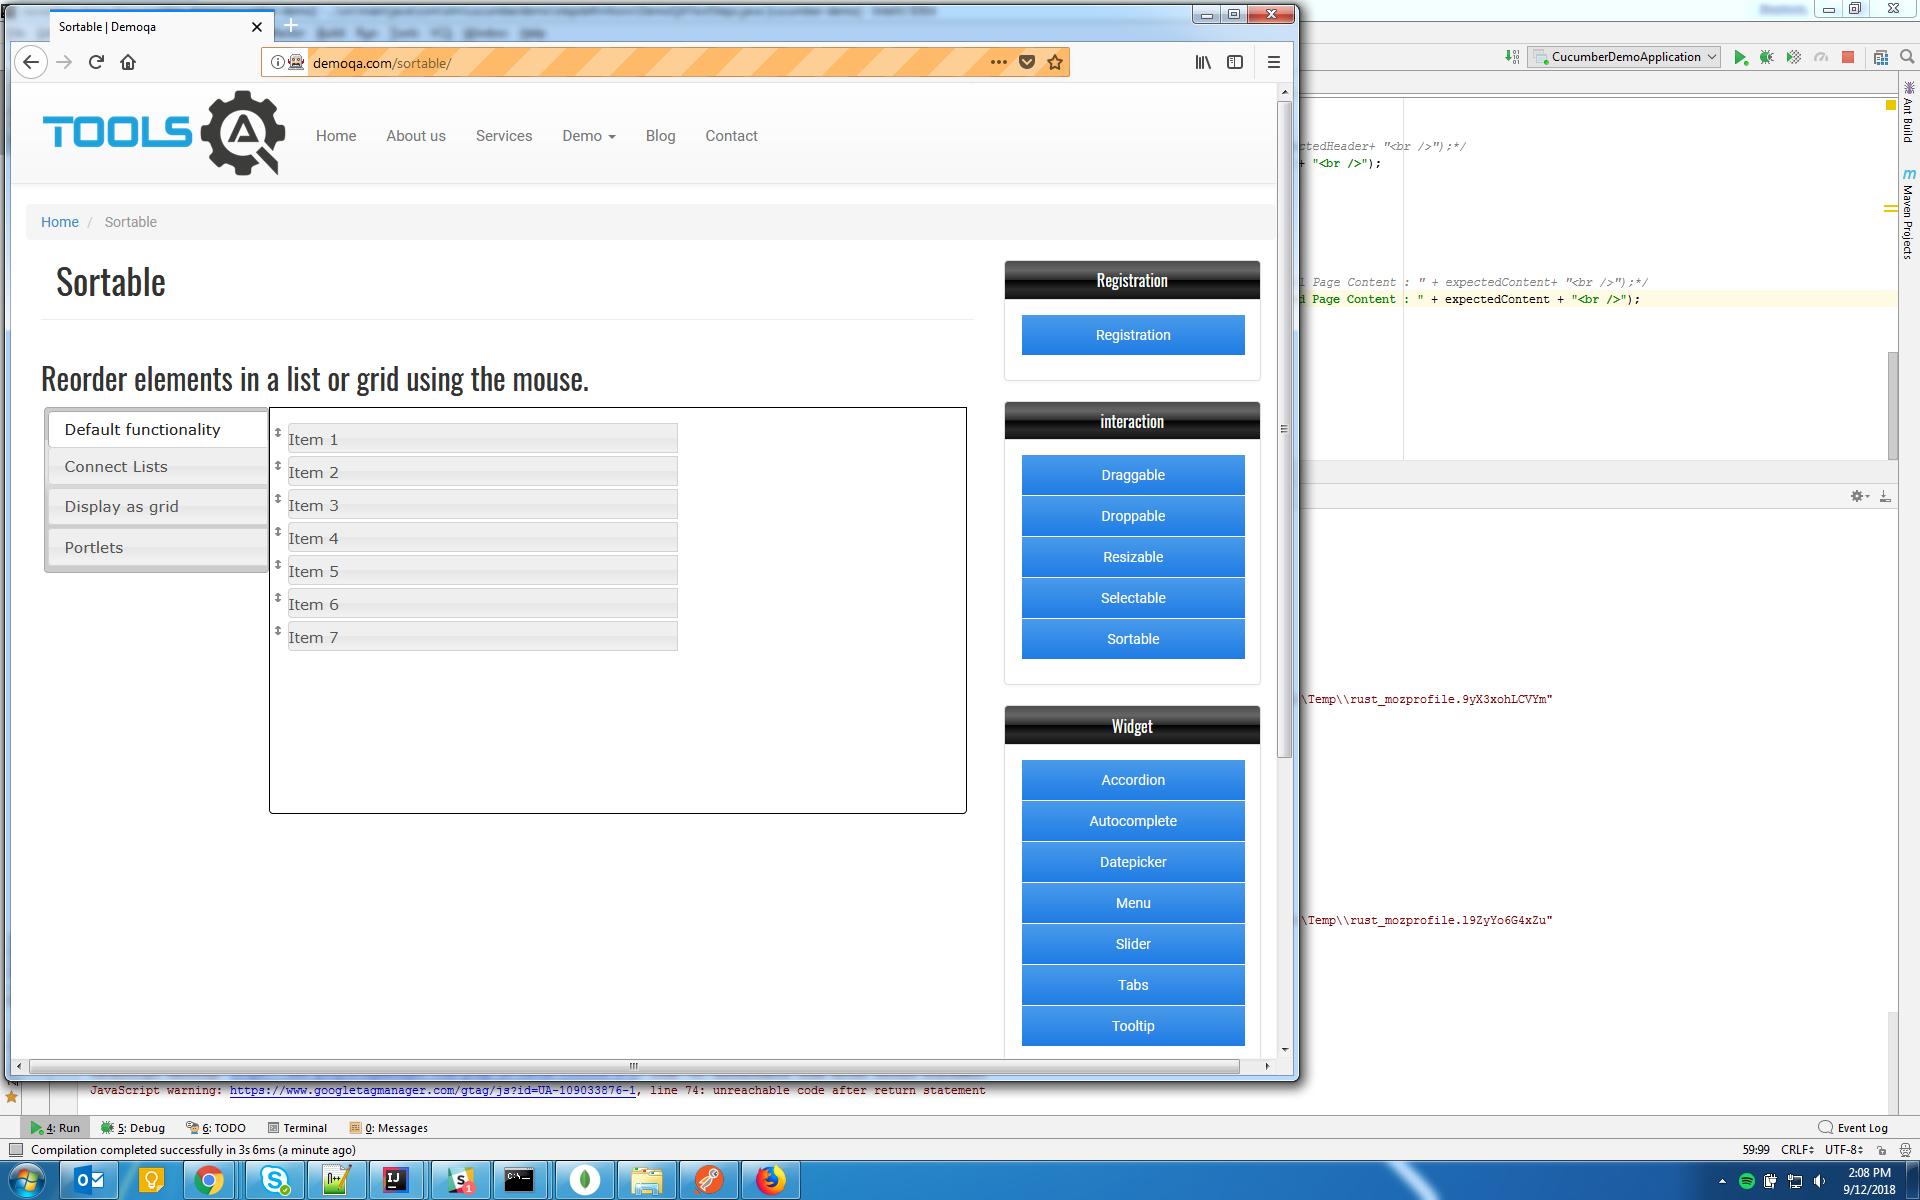 Sortable | Demoqa
demoqa.com/sortable/
TOOLS QA
Home About us Services Demo Blog Contact
Home / Sortable
Sortable
Reorder elements in a list or grid using the mouse.
Default functionality
Connect Lists
Display as grid
Portlets
Item 1
Item 2
Item 3
Item 4
Item 5
Item 6
Item 7
Registration
Registration
interaction
Draggable
Droppable
Resizable
Selectable
Sortable
Widget
Accordion
Autocomplete
Datepicker
Menu
Slider
Tabs
Tooltip
CucumberDemoApplication
Ant Build
Maven Projects
ctedHeader+ "<br />");*/
+ "<br />");
l Page Content : " + expectedContent+ "<br />");*/
d Page Content : " + expectedContent + "<br />");
\Temp\\rust_mozprofile.9yX3xohLCVYm"
\Temp\\rust_mozprofile.l9ZyYo6G4xZu"
JavaScript warning: https://www.googletagmanager.com/gtag/js?id=UA-109033876-1, line 74: unreachable code after return statement
4: Run 5: Debug 6: TODO Terminal 0: Messages Event Log
Compilation completed successfully in 3s 6ms (a minute ago) 59:99 CRLF UTF-8
2:08 PM
9/12/2018